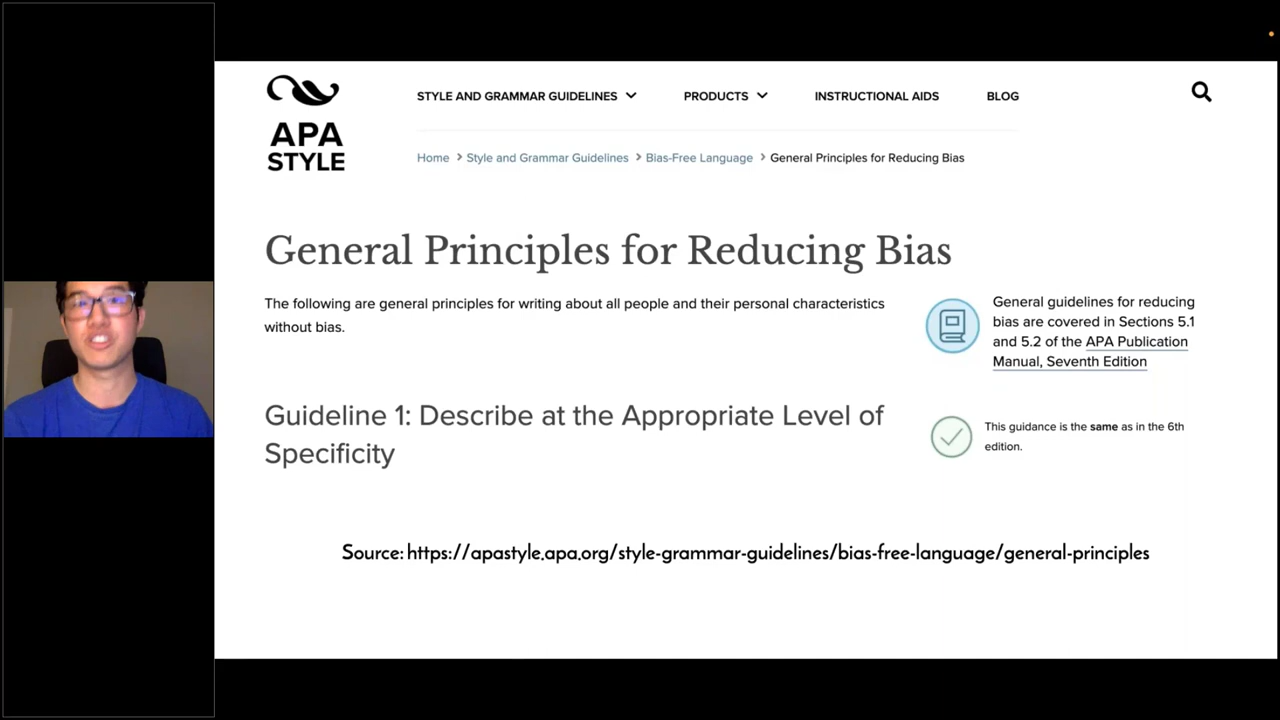 APA
STYLE
STYLE AND GRAMMAR GUIDELINES
PRODUCTS
INSTRUCTIONAL AIDS
BLOG
Home > Style and Grammar Guidelines > Bias-Free Language > General Principles for Reducing Bias
General Principles for Reducing Bias
The following are general principles for writing about all people and their personal characteristics
without bias.
General guidelines for reducing
bias are covered in Sections 5.1
and 5.2 of the APA Publication
Manual, Seventh Edition
Guideline 1: Describe at the Appropriate Level of
Specificity
This guidance is the same as in the 6th
edition.
Source: https://apastyle.apa.org/style-grammar-guidelines/bias-free-language/general-principles